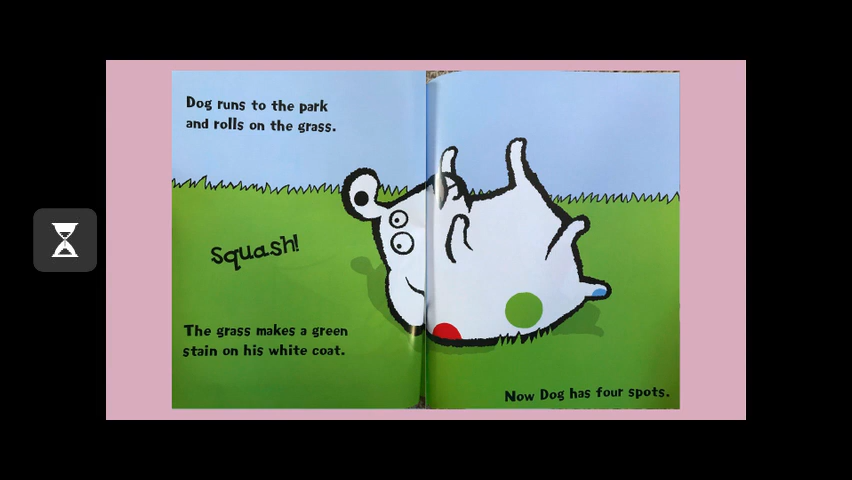 Dog runs to the park
and rolls on the grass.
Squash!
The grass makes a green
stain on his white coat.
Now Dog has four spots.